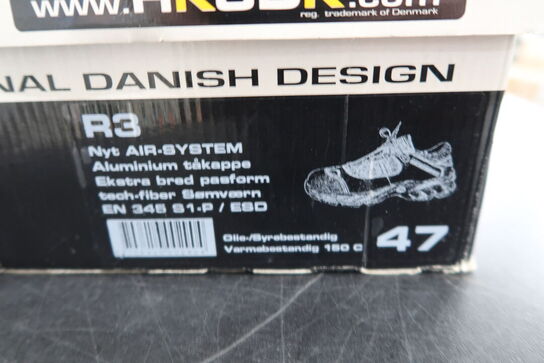 reg. trademark of Denmark
DANISH DESIGN
R3
Nyt AIR-SYSTEM
Aluminium tåkappe
Ekstra bred pasform
tech-fiber Sømværn
EN 345 S1-P / ESD
Olie-/Syrebestandig
Varmebestandig 150 C
47